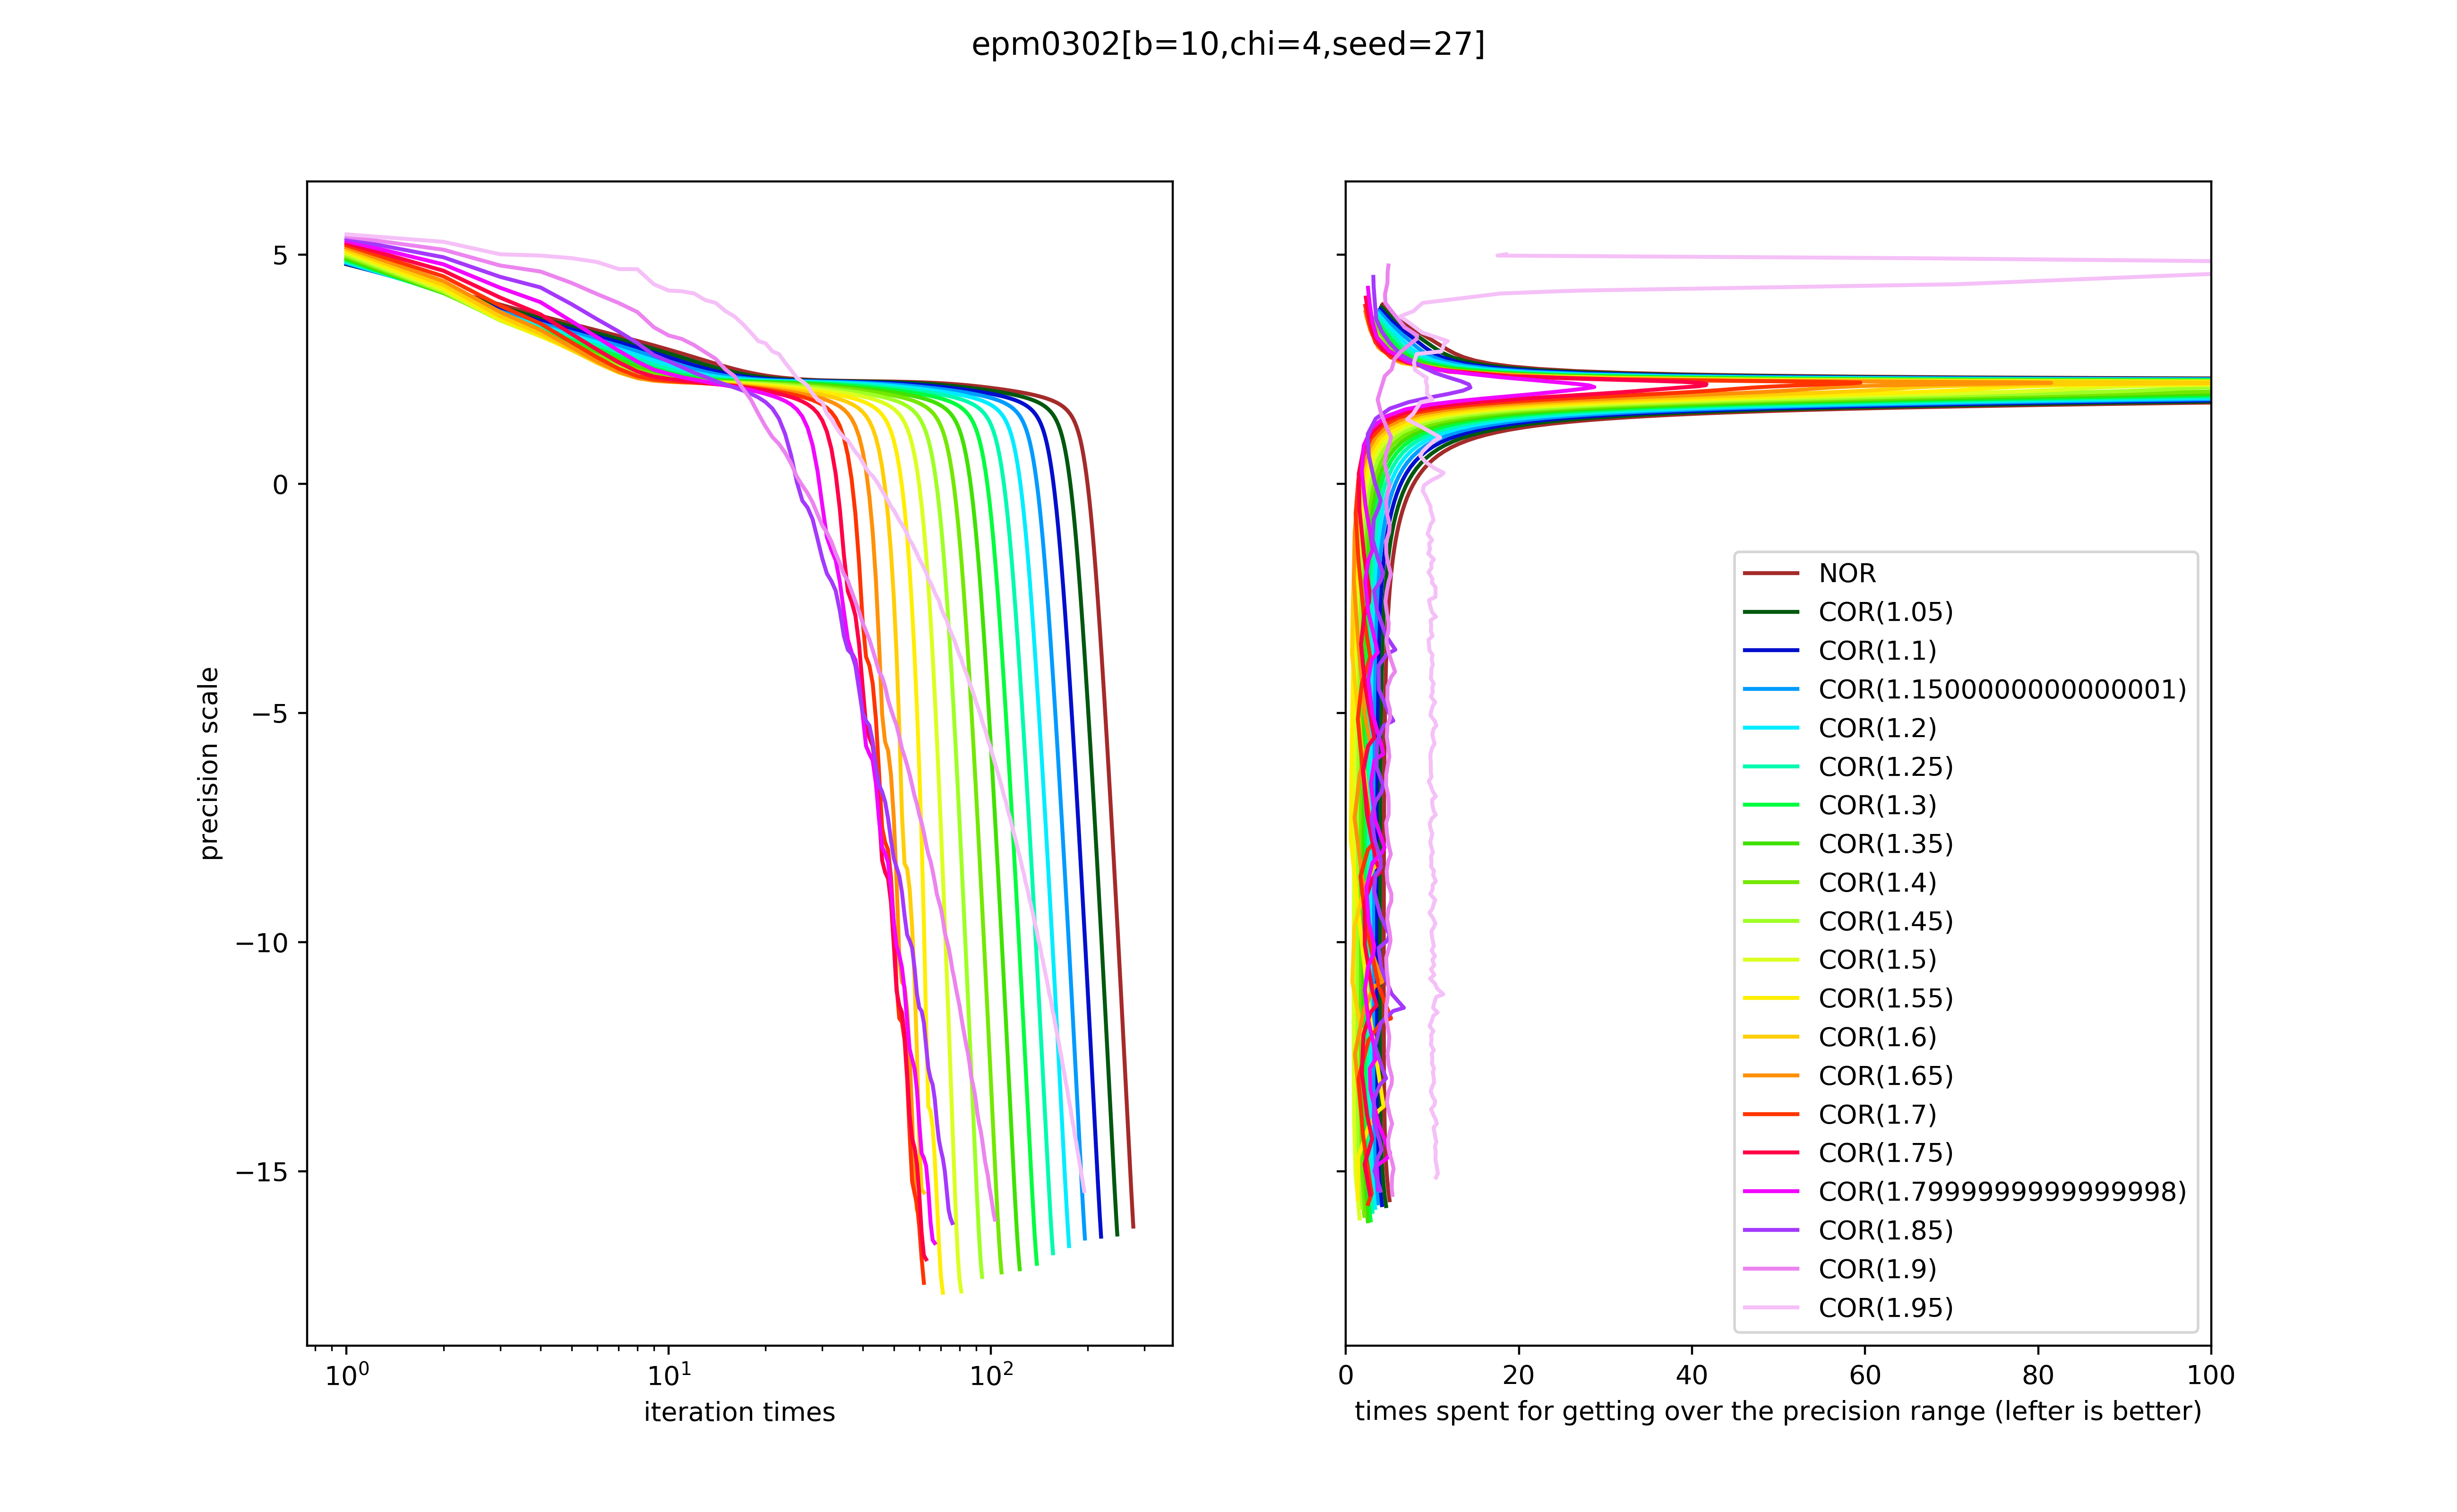 epm0302[b=10,chi=4,seed=27]
precision scale
5
0
−5
−10
−15
10⁰
10¹
10²
iteration times
NOR
COR(1.05)
COR(1.1)
COR(1.1500000000000001)
COR(1.2)
COR(1.25)
COR(1.3)
COR(1.35)
COR(1.4)
COR(1.45)
COR(1.5)
COR(1.55)
COR(1.6)
COR(1.65)
COR(1.7)
COR(1.75)
COR(1.7999999999999998)
COR(1.85)
COR(1.9)
COR(1.95)
0 20 40 60 80 100
times spent for getting over the precision range (lefter is better)